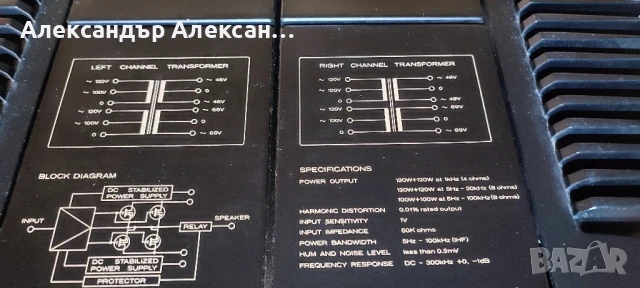 Александър Алексан...
LEFT CHANNEL TRANSFORMER
~ 120V ~ 48V
~ 100V 0
0 ~ 48V
~ 120V ~ 69V
~ 100V 0
0 ~ 69V
RIGHT CHANNEL TRANSFORMER
~ 120V ~ 48V
~ 100V 0
0 ~ 48V
~ 120V ~ 69V
~ 100V 0
0 ~ 69V
BLOCK DIAGRAM
DC STABILIZED
POWER SUPPLY
INPUT
RELAY
SPEAKER
DC STABILIZED
POWER SUPPLY
PROTECTOR
SPECIFICATIONS
POWER OUTPUT 120W+120W at 1kHz (4 ohms)
120W+120W at 5Hz - 20kHz (8 ohms)
100W+100W at 5Hz - 100kHz (8 ohms)
HARMONIC DISTORTION 0.01% rated output
INPUT SENSITIVITY 1V
INPUT IMPEDANCE 50K ohms
POWER BANDWIDTH 5Hz - 100kHz (IHF)
HUM AND NOISE LEVEL less than 0.2mV
FREQUENCY RESPONSE DC - 300kHz +0, -1dB
BAZAR